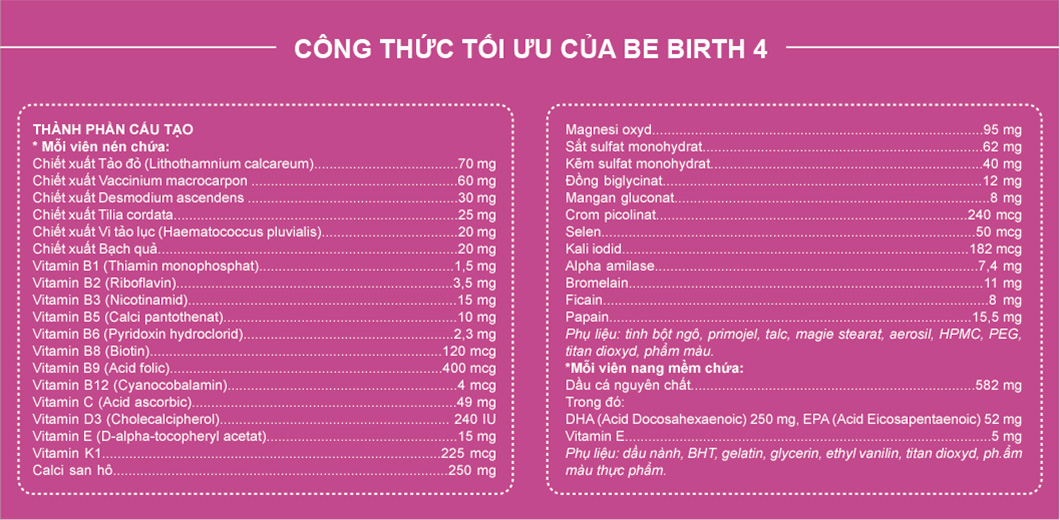 CÔNG THỨC TỐI ƯU CỦA BE BIRTH 4
THÀNH PHẦN CẤU TẠO
* Mỗi viên nén chứa:
Chiết xuất Tảo đỏ (Lithothamnium calcareum)....................................70 mg
Chiết xuất Vaccinium macrocarpon ....................................................60 mg
Chiết xuất Desmodium ascendens .....................................................30 mg
Chiết xuất Tilia cordata........................................................................25 mg
Chiết xuất Vi tảo lục (Haematococcus pluvialis)..................................20 mg
Chiết xuất Bạch quả............................................................................20 mg
Vitamin B1 (Thiamin monophosphat)..................................................1,5 mg
Vitamin B2 (Riboflavin)........................................................................3,5 mg
Vitamin B3 (Nicotinamid)....................................................................15 mg
Vitamin B5 (Calci pantothenat)............................................................10 mg
Vitamin B6 (Pyridoxin hydroclorid)......................................................2,3 mg
Vitamin B8 (Biotin)..........................................................................120 mcg
Vitamin B9 (Acid folic).....................................................................400 mcg
Vitamin B12 (Cyanocobalamin)...........................................................4 mcg
Vitamin C (Acid ascorbic)....................................................................49 mg
Vitamin D3 (Cholecalcipherol)........................................................... 240 IU
Vitamin E (D-alpha-tocopheryl acetat).................................................15 mg
Vitamin K1......................................................................................225 mcg
Calci san hô......................................................................................250 mg
Magnesi oxyd......................................................................................95 mg
Sắt sulfat monohydrat..........................................................................62 mg
Kẽm sulfat monohydrat........................................................................40 mg
Đồng biglycinat....................................................................................12 mg
Mangan gluconat..................................................................................8 mg
Crom picolinat.................................................................................240 mcg
Selen.................................................................................................50 mcg
Kali iodid.........................................................................................182 mcg
Alpha amilase.....................................................................................7,4 mg
Bromelain............................................................................................11 mg
Ficain....................................................................................................8 mg
Papain................................................................................................15,5 mg
Phụ liệu: tinh bột ngô, primojel, talc, magie stearat, aerosil, HPMC, PEG,
titan dioxyd, phẩm màu.
*Mỗi viên nang mềm chứa:
Dầu cá nguyên chất...........................................................................582 mg
Trong đó:
DHA (Acid Docosahexaenoic) 250 mg, EPA (Acid Eicosapentaenoic) 52 mg
Vitamin E..............................................................................................5 mg
Phụ liệu: dầu nành, BHT, gelatin, glycerin, ethyl vanilin, titan dioxyd, ph.ẩm
màu thực phẩm.